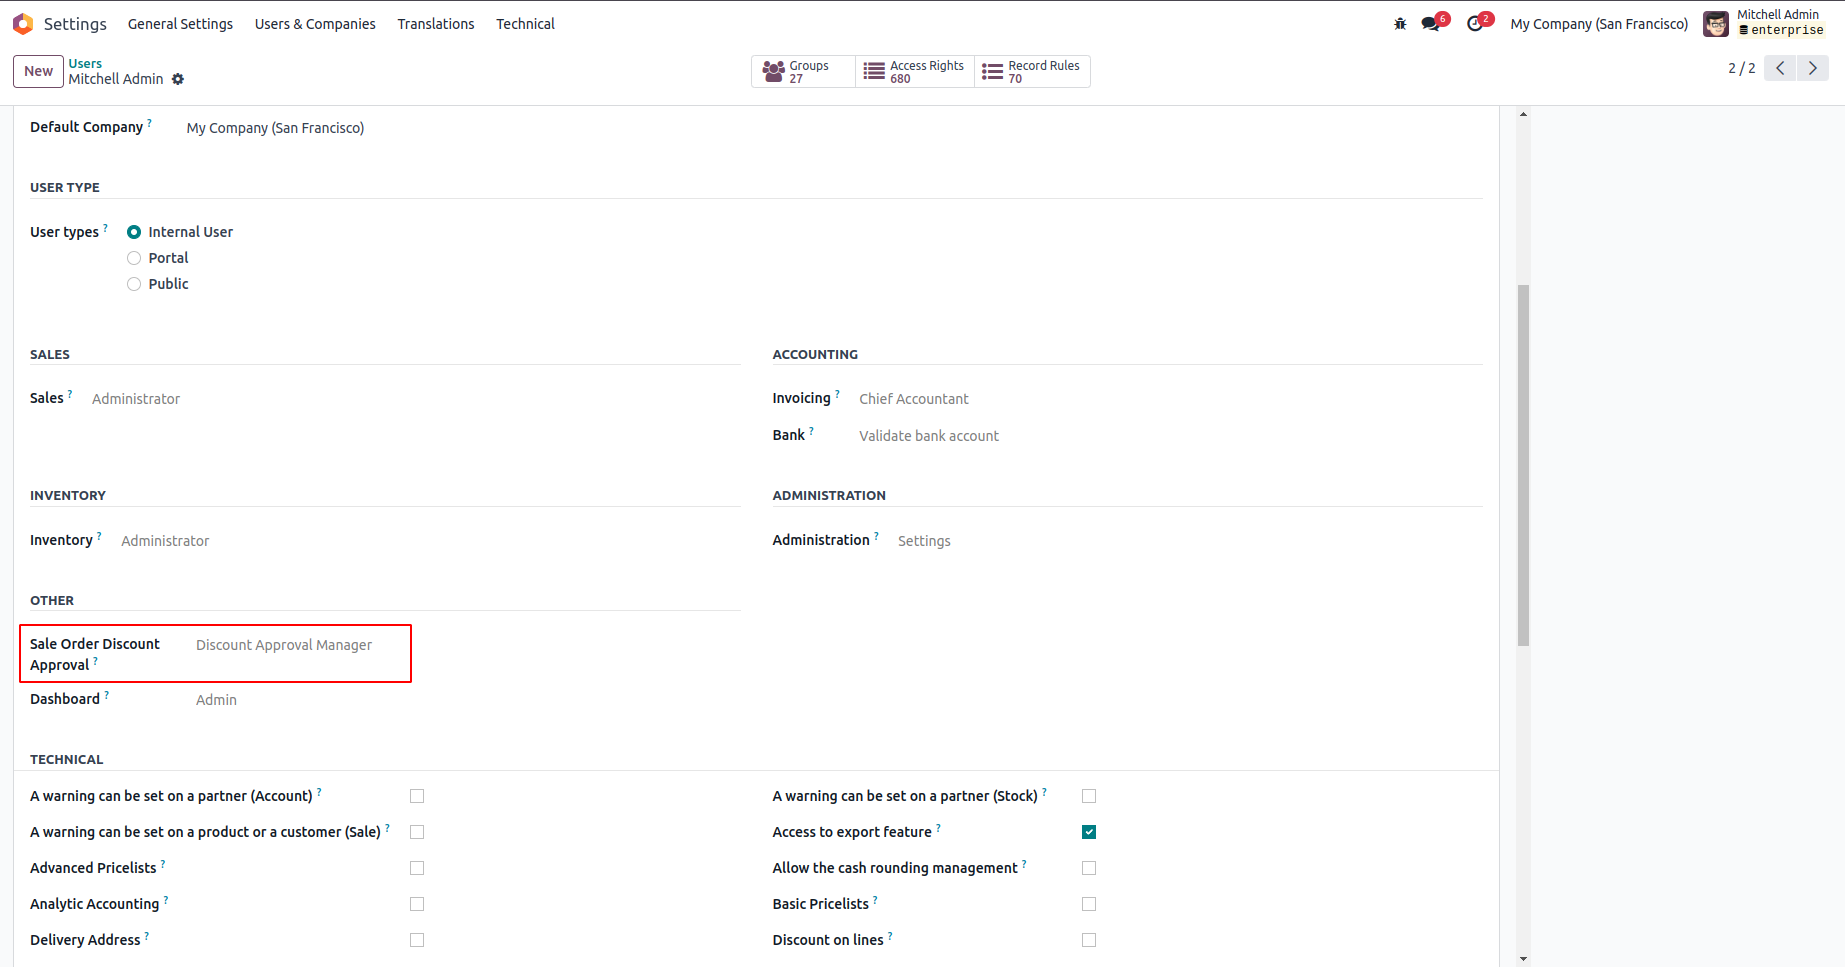 Settings General Settings Users & Companies Translations Technical 6 2 My Company (San Francisco) Mitchell Admin
enterprise
New Users
Mitchell Admin
Groups
27
Access Rights
680
Record Rules
70
2 / 2
Default Company ? My Company (San Francisco)
USER TYPE
User types ? Internal User
Portal
Public
SALES ACCOUNTING
Sales ? Administrator Invoicing ? Chief Accountant
Bank ? Validate bank account
INVENTORY ADMINISTRATION
Inventory ? Administrator Administration ? Settings
OTHER
Sale Order Discount Discount Approval Manager
Approval ?
Dashboard ? Admin
TECHNICAL
A warning can be set on a partner (Account) ? A warning can be set on a partner (Stock) ?
A warning can be set on a product or a customer (Sale) ? Access to export feature ?
Advanced Pricelists ? Allow the cash rounding management ?
Analytic Accounting ? Basic Pricelists ?
Delivery Address ? Discount on lines ?